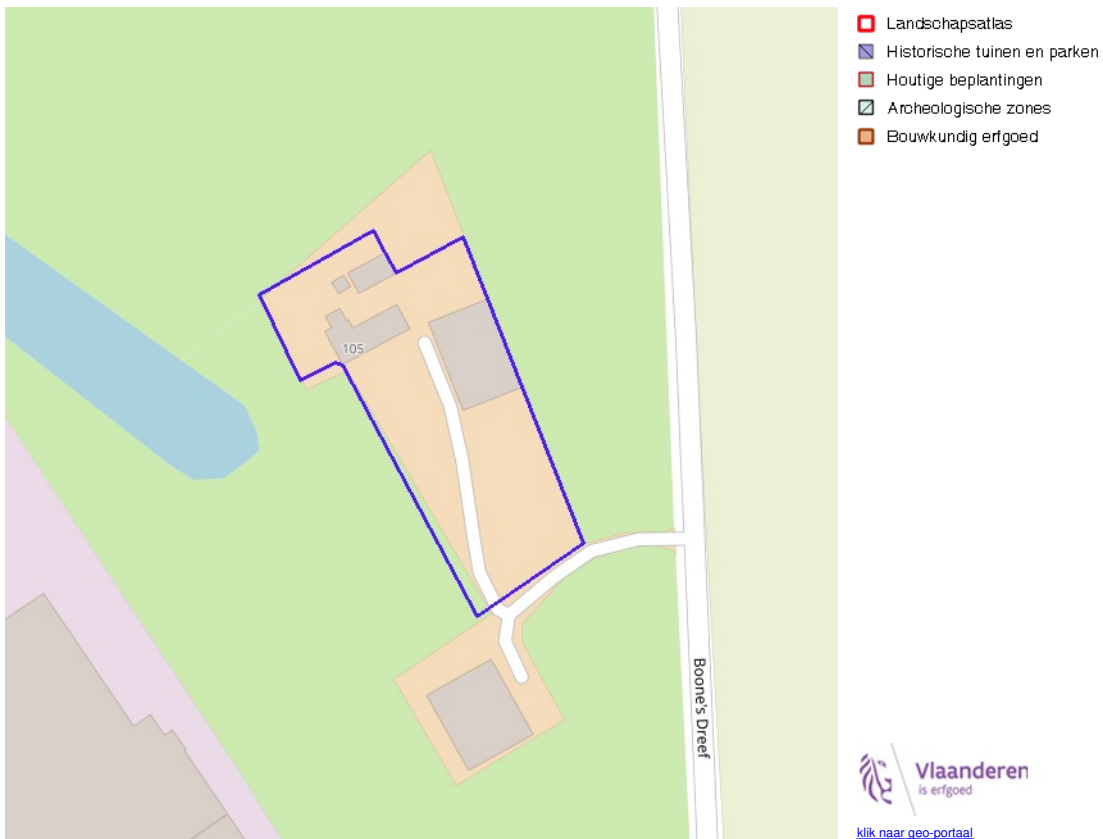 Landschapsatlas
Historische tuinen en parken
Houtige beplantingen
Archeologische zones
Bouwkundig erfgoed
105
Boone's Dreef
Vlaanderen
is erfgoed
klik naar geo-portaal